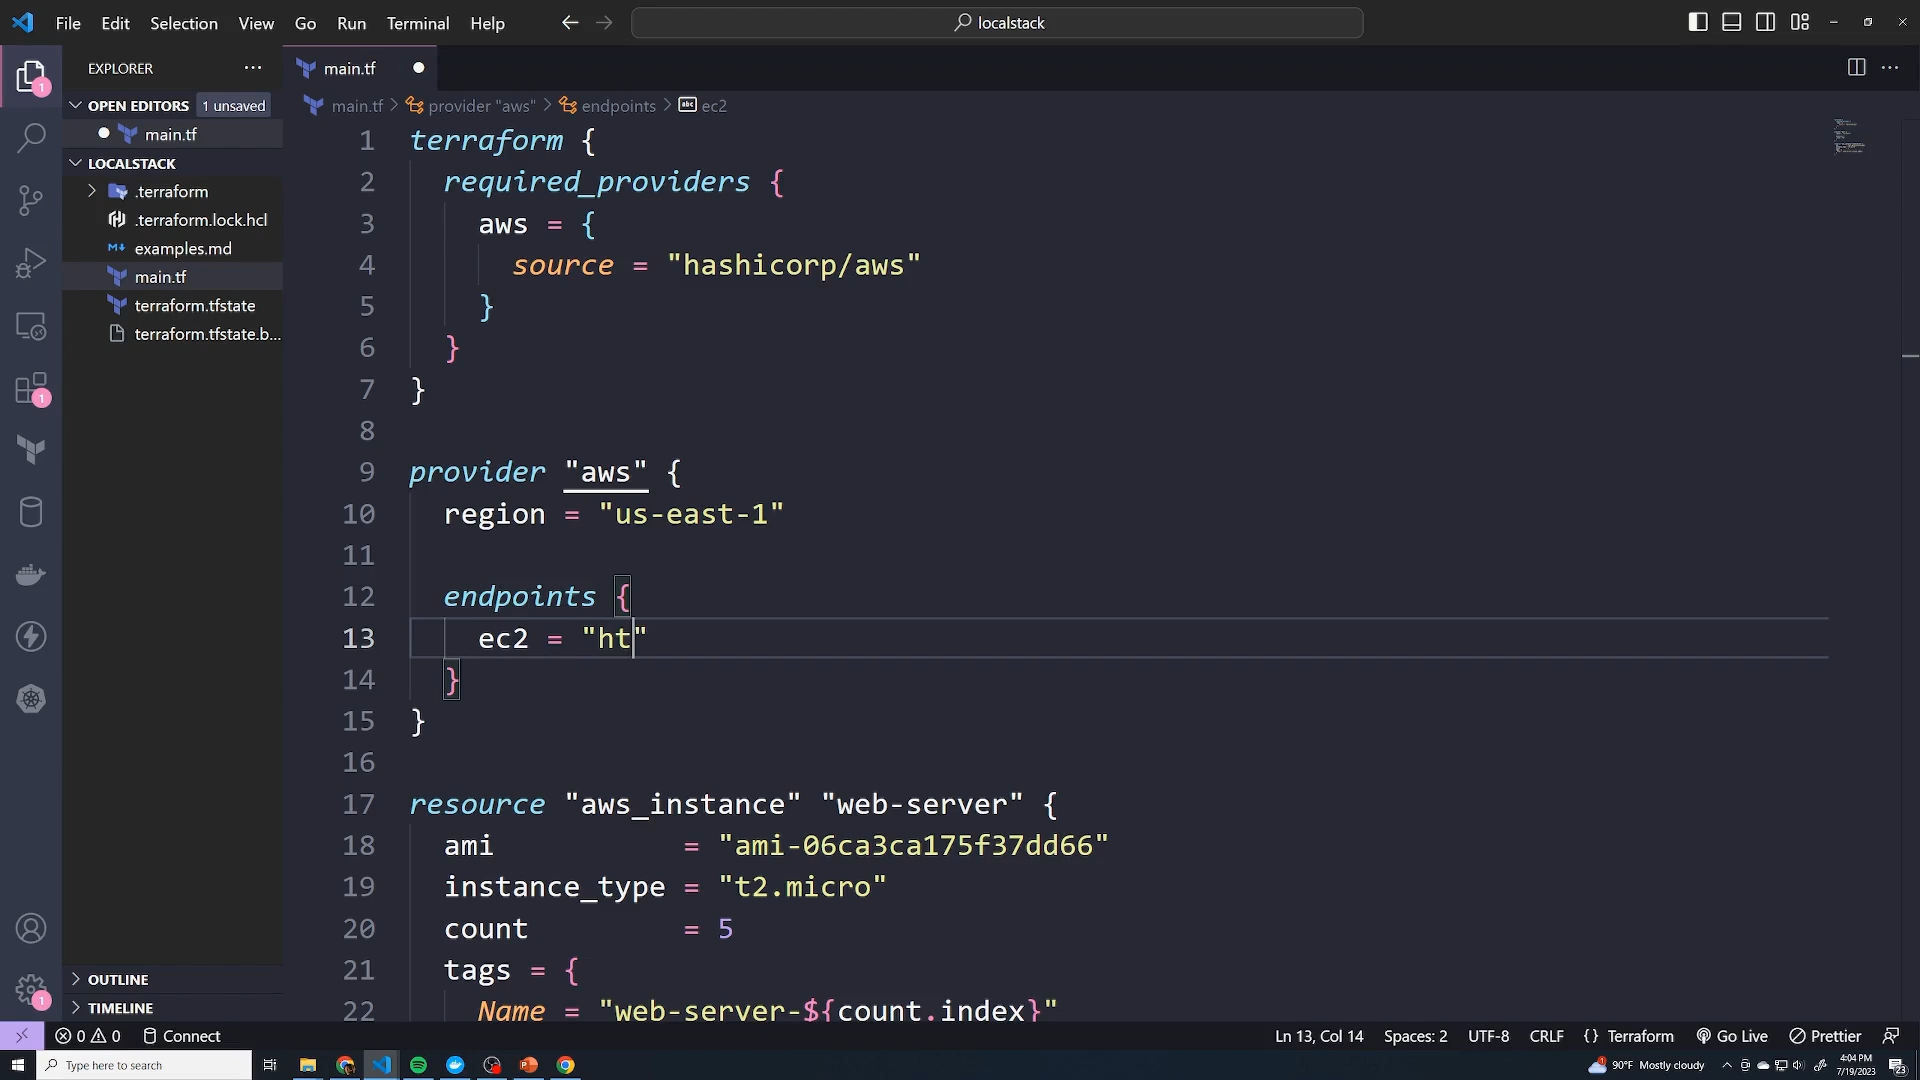 File Edit Selection View Go Run Terminal Help
localstack
EXPLORER
OPEN EDITORS 1 unsaved
main.tf
LOCALSTACK
.terraform
.terraform.lock.hcl
examples.md
main.tf
terraform.tfstate
terraform.tfstate.b...
OUTLINE
TIMELINE
1
1
1
main.tf
main.tf > provider "aws" > endpoints > ec2
1 terraform {
2 required_providers {
3 aws = {
4 source = "hashicorp/aws"
5 }
6 }
7 }
8
9 provider "aws" {
10 region = "us-east-1"
11
12 endpoints {
13 ec2 = "ht"
14 }
15 }
16
17 resource "aws_instance" "web-server" {
18 ami = "ami-06ca3ca175f37dd66"
19 instance_type = "t2.micro"
20 count = 5
21 tags = {
22 Name = "web-server-${count.index}"
0 0 Connect
Ln 13, Col 14 Spaces: 2 UTF-8 CRLF {} Terraform Go Live Prettier
Type here to search
90°F Mostly cloudy
4:04 PM
7/19/2023
23